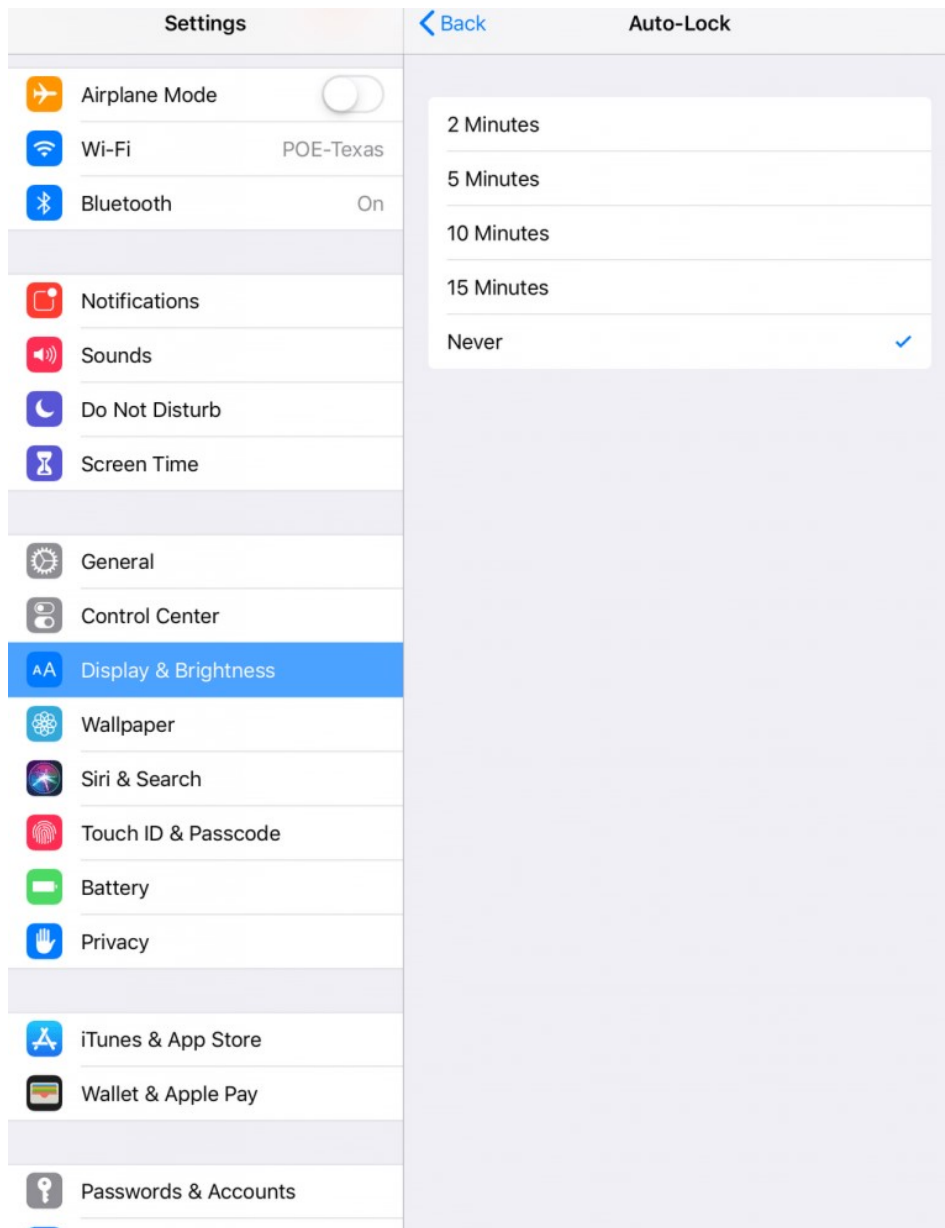 Settings
Airplane Mode
Wi-Fi POE-Texas
Bluetooth On
Notifications
Sounds
Do Not Disturb
Screen Time
General
Control Center
AA Display & Brightness
Wallpaper
Siri & Search
Touch ID & Passcode
Battery
Privacy
iTunes & App Store
Wallet & Apple Pay
Passwords & Accounts
Back Auto-Lock
2 Minutes
5 Minutes
10 Minutes
15 Minutes
Never